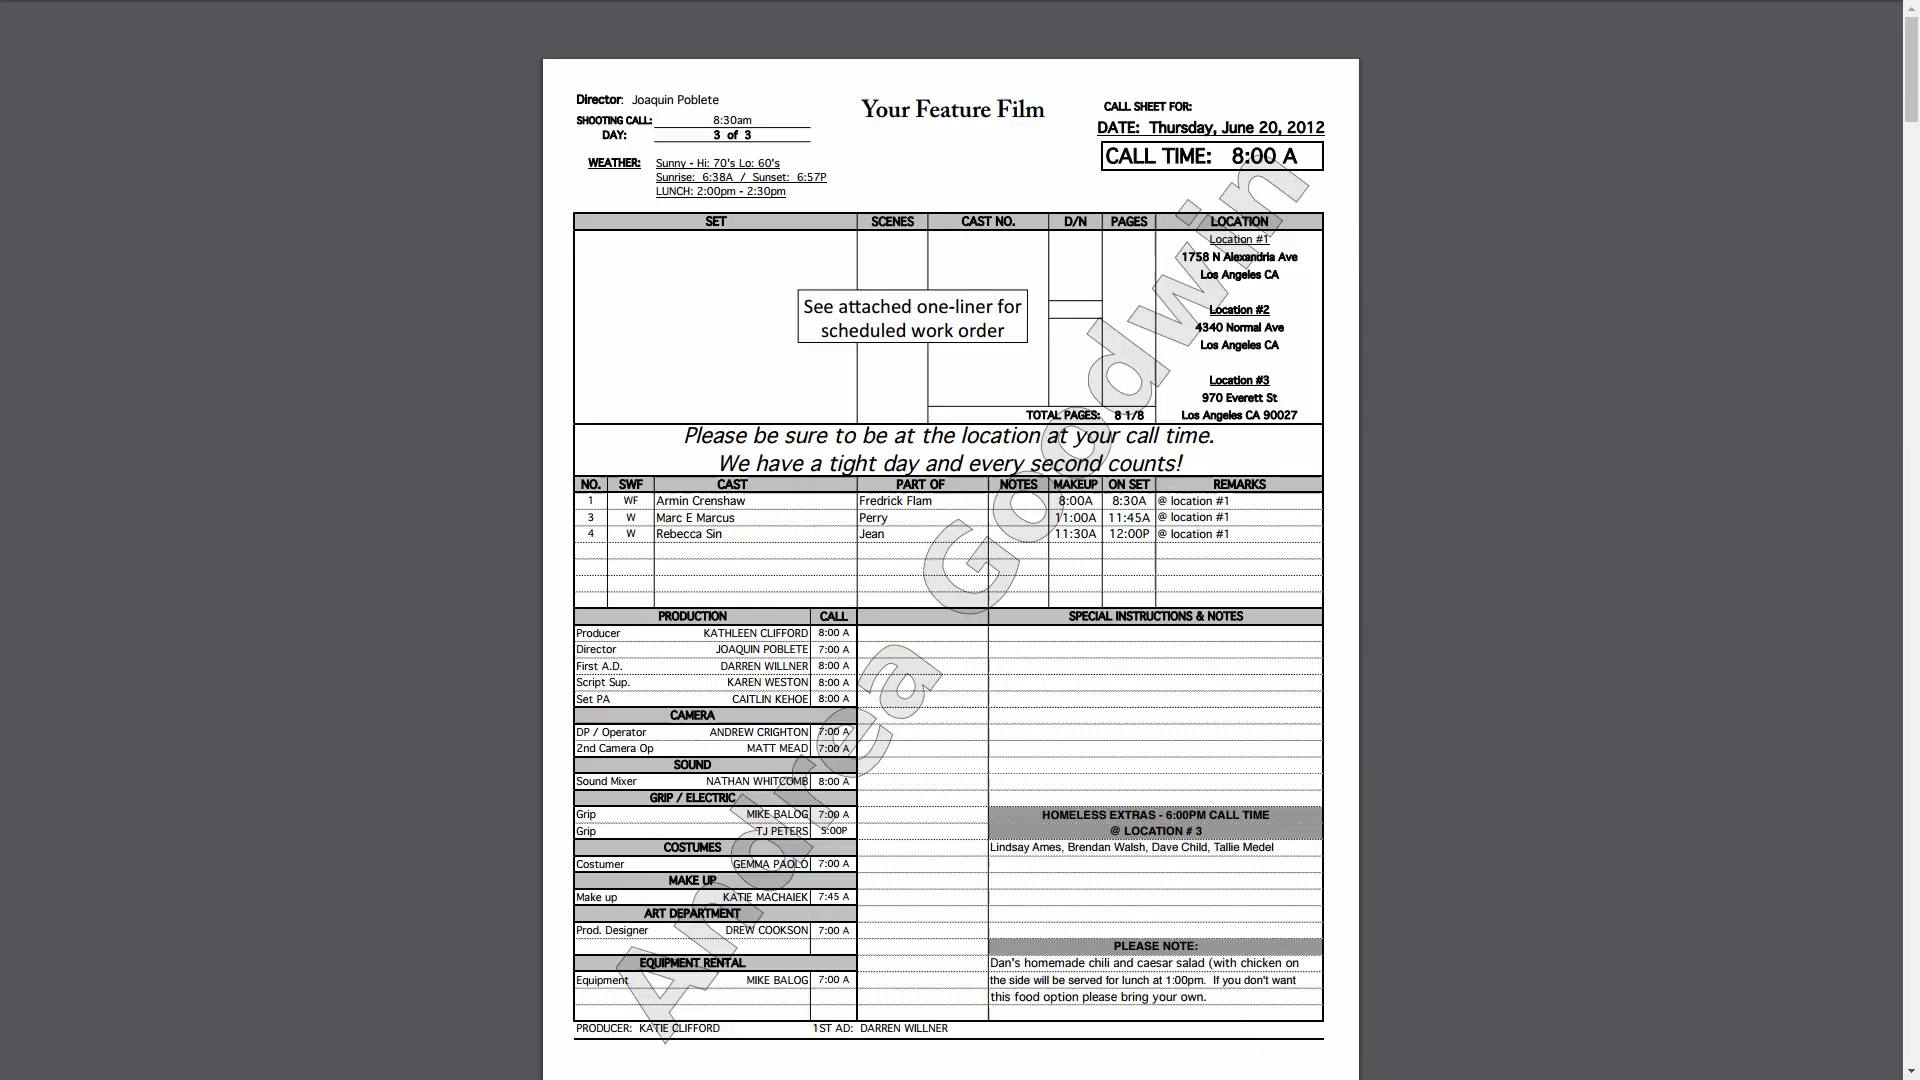 Director: Joaquin Poblete
Your Feature Film
CALL SHEET FOR:
SHOOTING CALL: 8:30am
DATE: Thursday, June 20, 2012
DAY: 3 of 3
CALL TIME: 8:00 A
WEATHER: Sunny - Hi: 70's Lo: 60's
Sunrise: 6:38A / Sunset: 6:57P
LUNCH: 2:00pm - 2:30pm
SET SCENES CAST NO. D/N PAGES LOCATION
Location #1
1758 N Alexandria Ave
Los Angeles CA
See attached one-liner for
scheduled work order
Location #2
4340 Normal Ave
Los Angeles CA
Location #3
970 Everett St
TOTAL PAGES: 8 1/8 Los Angeles CA 90027
Please be sure to be at the location at your call time.
We have a tight day and every second counts!
NO. SWF CAST PART OF NOTES MAKEUP ON SET REMARKS
1 WF Armin Crenshaw Fredrick Flam 8:00A 8:30A @ location #1
3 W Marc E Marcus Perry 11:00A 11:45A @ location #1
4 W Rebecca Sin Jean 11:30A 12:00P @ location #1
PRODUCTION CALL SPECIAL INSTRUCTIONS & NOTES
Producer KATHLEEN CLIFFORD 8:00 A
Director JOAQUIN POBLETE 7:00 A
First A.D. DARREN WILLNER 8:00 A
Script Sup. KAREN WESTON 8:00 A
Set PA CAITLIN KEHOE 8:00 A
CAMERA
DP / Operator ANDREW CRIGHTON 7:00 A
2nd Camera Op MATT MEAD 7:00 A
SOUND
Sound Mixer NATHAN WHITCOMB 8:00 A
GRIP / ELECTRIC
Grip MIKE BALOG 7:00 A
Grip TJ PETERS 5:00P
COSTUMES
Costumer GEMMA PAOLO 7:00 A
MAKE UP
Make up KATIE MACHAIEK 7:45 A
ART DEPARTMENT
Prod. Designer DREW COOKSON 7:00 A
EQUIPMENT RENTAL
Equipment MIKE BALOG 7:00 A
HOMELESS EXTRAS - 6:00PM CALL TIME
@ LOCATION # 3
Lindsay Ames, Brendan Walsh, Dave Child, Tallie Medel
PLEASE NOTE:
Dan's homemade chili and caesar salad (with chicken on
the side will be served for lunch at 1:00pm. If you don't want
this food option please bring your own.
PRODUCER: KATIE CLIFFORD 1ST AD: DARREN WILLNER
Andrea Goodwin